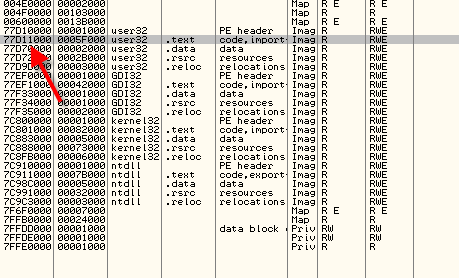 004E0000 00002000 Map R E R E
004F0000 00103000 Map R R
00600000 0013B000 Map R E R E
77D10000 00001000 user32 PE header Imag R RWE
77D11000 0005F000 user32 .text code,import Imag R RWE
77D70000 00002000 user32 .data data Imag R RWE
77D72 0002B000 user32 .rsrc resources Imag R RWE
77D9D000 00003000 user32 .reloc relocations Imag R RWE
77EF0000 00001000 GDI32 PE header Imag R RWE
77EF1000 00042000 GDI32 .text code,import Imag R RWE
77F33000 00001000 GDI32 .data data Imag R RWE
77F34000 00001000 GDI32 .rsrc resources Imag R RWE
77F35000 00002000 GDI32 .reloc relocations Imag R RWE
7C800000 00001000 kernel32 PE header Imag R RWE
7C801000 00082000 kernel32 .text code,import Imag R RWE
7C883000 00005000 kernel32 .data data Imag R RWE
7C888000 00073000 kernel32 .rsrc resources Imag R RWE
7C8FB000 00006000 kernel32 .reloc relocations Imag R RWE
7C910000 00001000 ntdll PE header Imag R RWE
7C911000 0007B000 ntdll .text code,export Imag R RWE
7C98C000 00005000 ntdll .data data Imag R RWE
7C991000 00032000 ntdll .rsrc resources Imag R RWE
7C9C3000 00003000 ntdll .reloc relocations Imag R RWE
7F6F0000 00007000 Map R E R E
7FFB0000 00024000 Map R R
7FFDD000 00001000 data block Priv RW RW
7FFDE000 00001000 Priv RW RW
7FFE0000 00001000 Priv R R